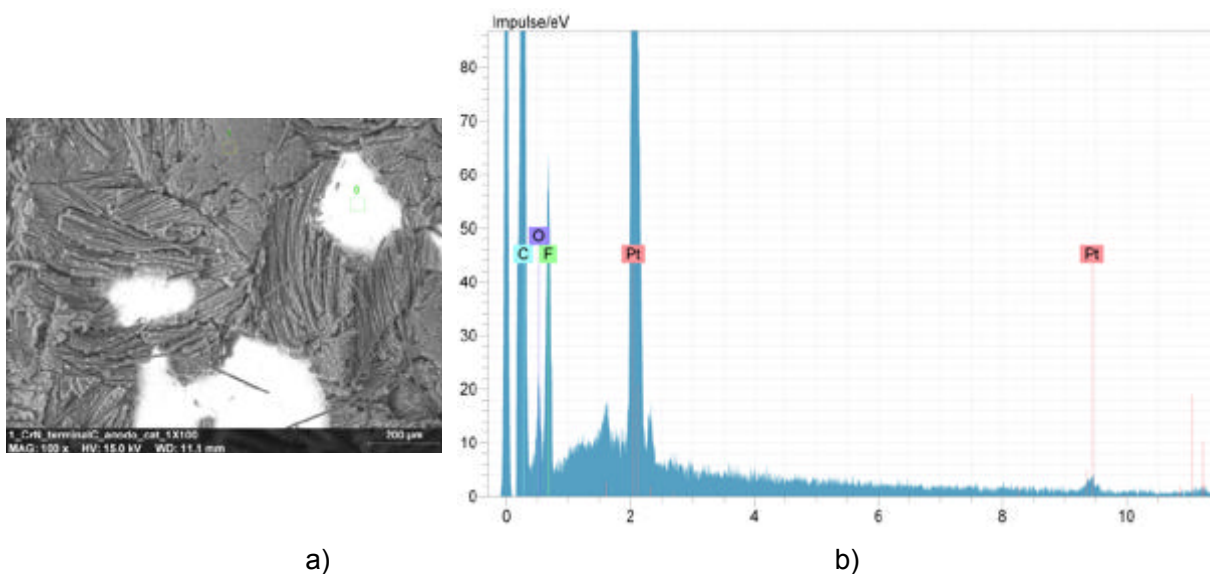 Impulse/eV
80
70
60
50
40
30
20
10
0
O
C
F
Pt
Pt
0 2 4 6 8 10
0
1_CrN_terminalC_anodo_cat_1X100
MAG: 100 x HV: 15.0 kV WD: 11.1 mm
200 µm
a)
b)